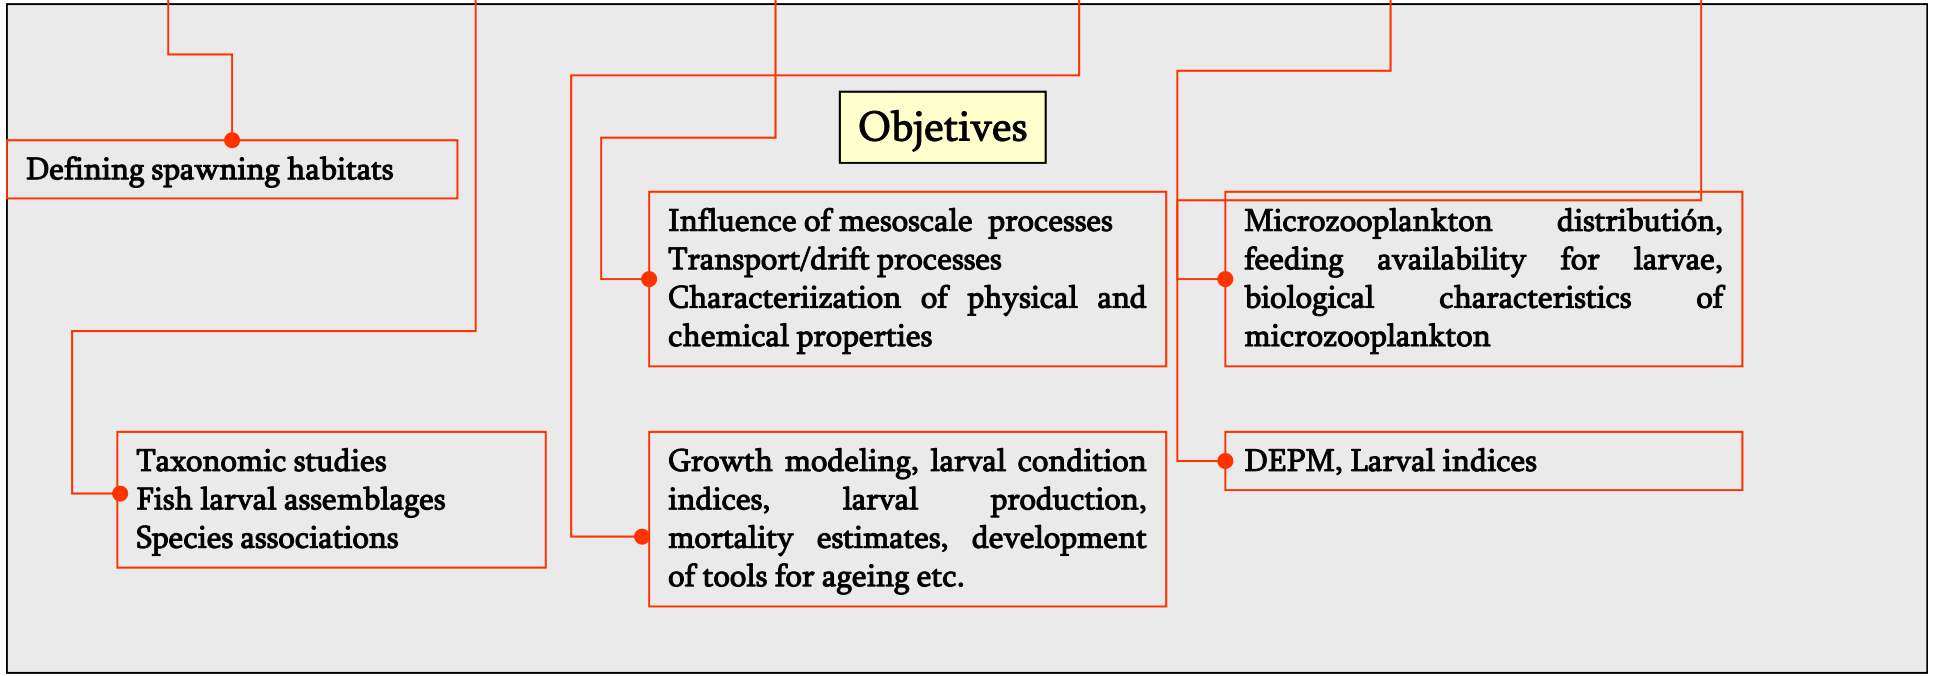 Objetives
Defining spawning habitats
Influence of mesoscale processes
Transport/drift processes
Characteriization of physical and
chemical properties
Microzooplankton distributión,
feeding availability for larvae,
biological characteristics of
microzooplankton
Taxonomic studies
Fish larval assemblages
Species associations
Growth modeling, larval condition
indices, larval production,
mortality estimates, development
of tools for ageing etc.
DEPM, Larval indices